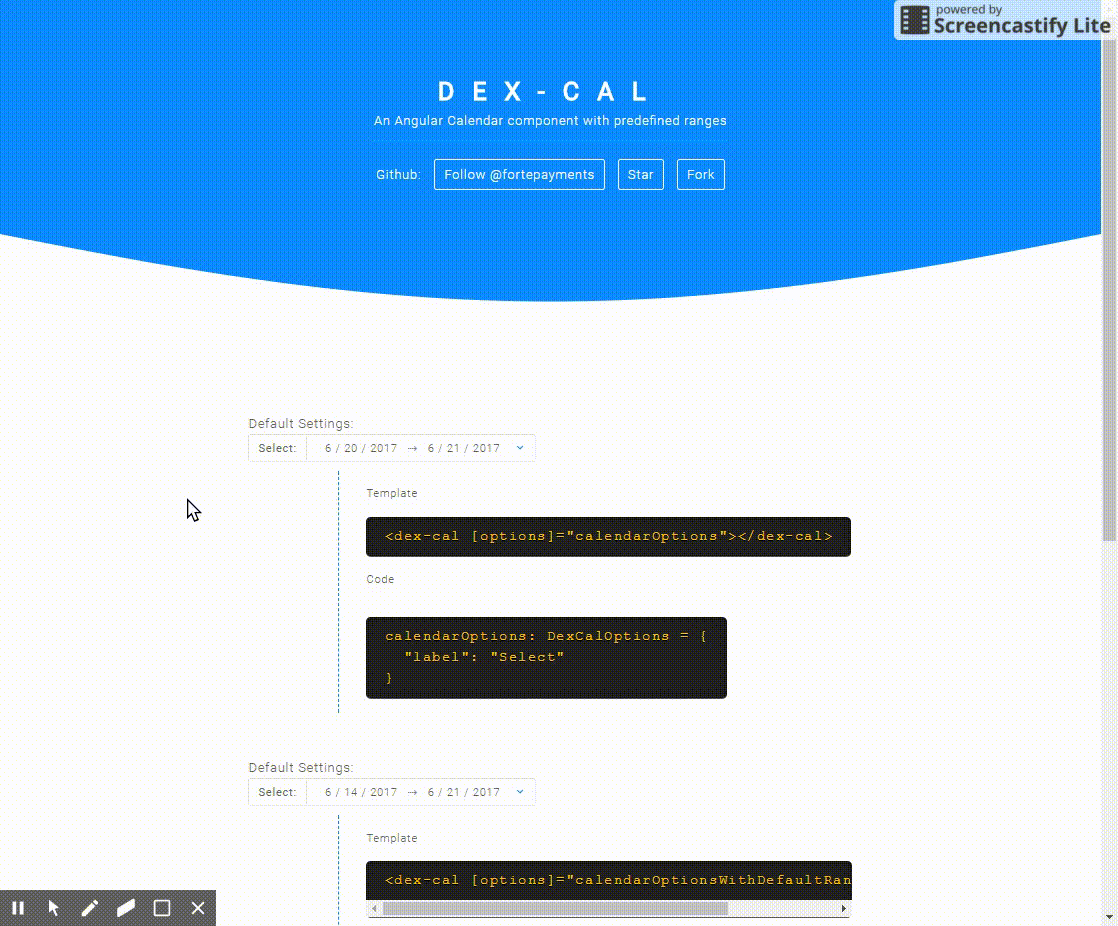 powered by
Screencastify Lite
DEX-CAL
An Angular Calendar component with predefined ranges
Github: Follow @fortepayments Star Fork
Default Settings:
Select: 6 / 20 / 2017 → 6 / 21 / 2017
Template
<dex-cal [options]="calendarOptions"></dex-cal>
Code
calendarOptions: DexCalOptions = {
"label": "Select"
}
Default Settings:
Select: 6 / 14 / 2017 → 6 / 21 / 2017
Template
<dex-cal [options]="calendarOptionsWithDefaultRan